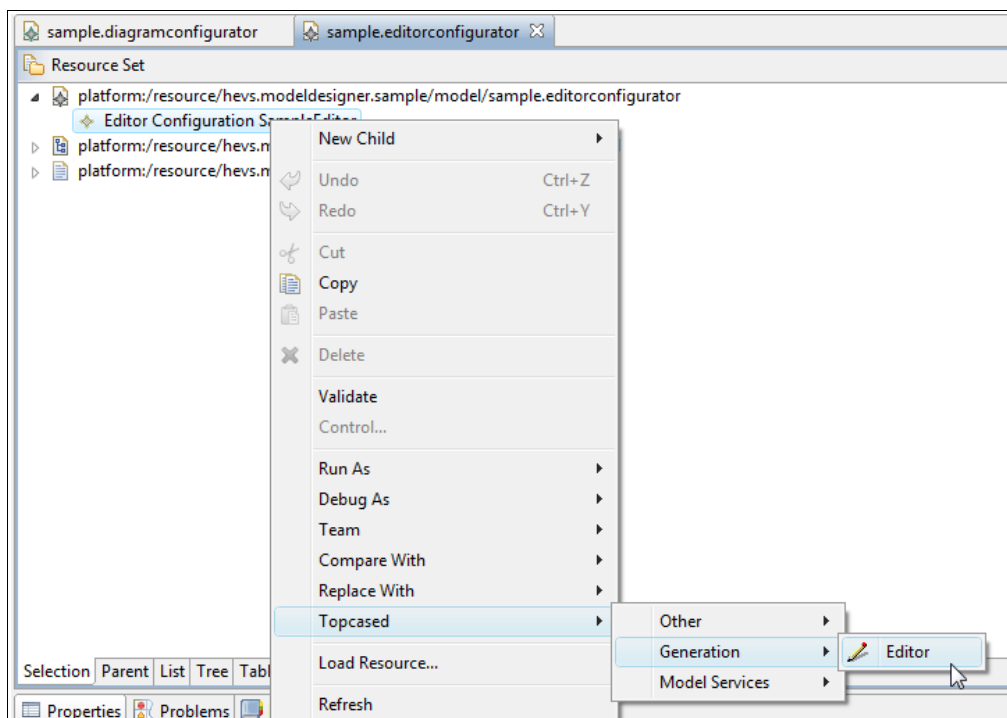 sample.diagramconfigurator
sample.editorconfigurator
Resource Set
platform:/resource/hevs.modeldesigner.sample/model/sample.editorconfigurator
Editor Configuration SampleEditor
platform:/resource/hevs.m
platform:/resource/hevs.m
New Child
Undo Ctrl+Z
Redo Ctrl+Y
Cut
Copy
Paste
Delete
Validate
Control...
Run As
Debug As
Team
Compare With
Replace With
Topcased
Load Resource...
Refresh
Other
Generation
Model Services
Editor
Selection Parent List Tree Tabl
Properties Problems